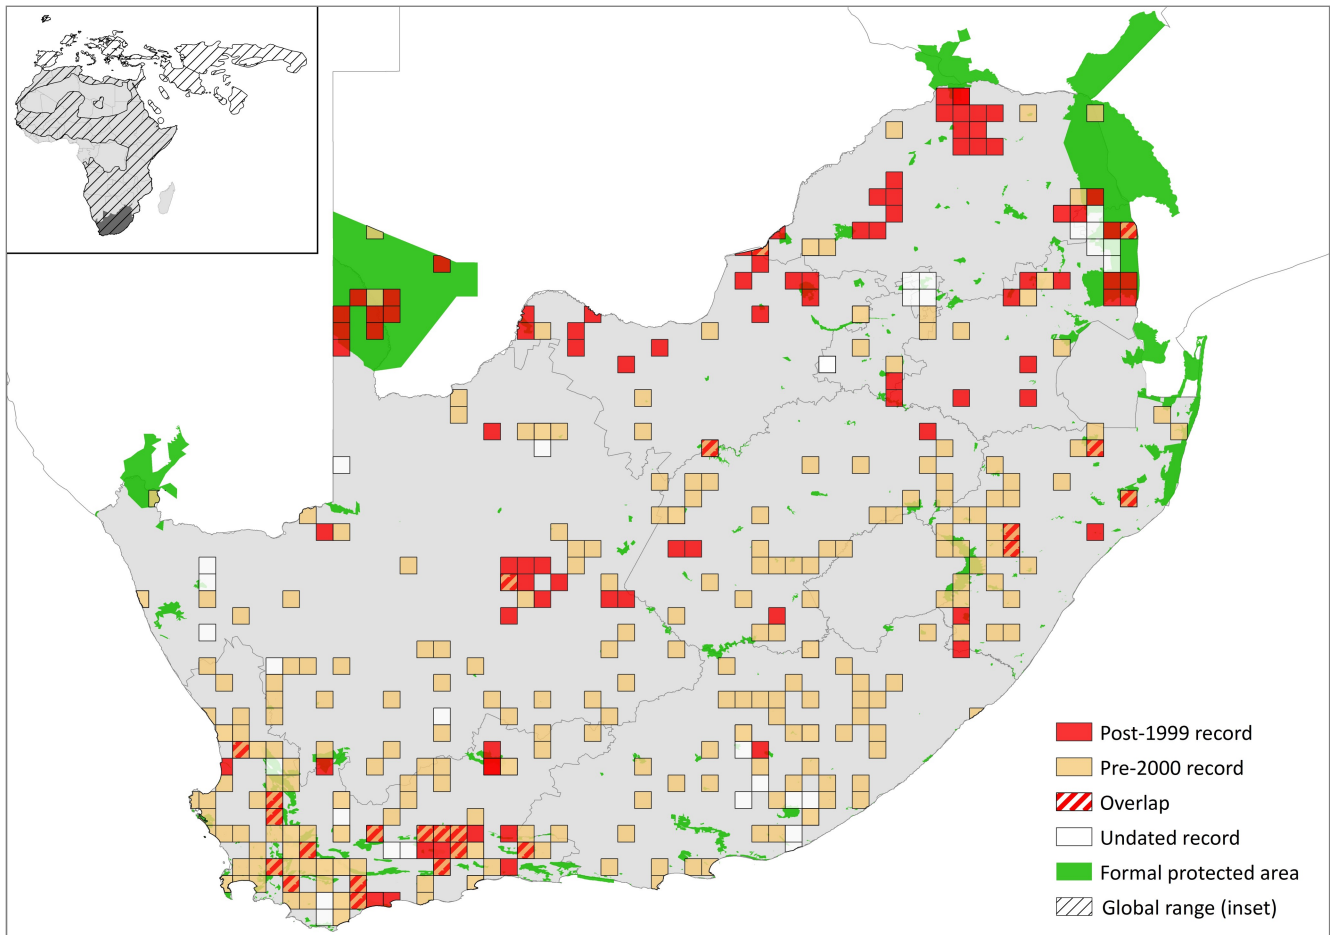 Post-1999 record
Pre-2000 record
Overlap
Undated record
Formal protected area
Global range (inset)